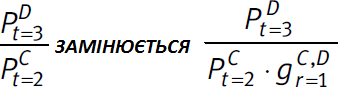 P^D_{t=3} / P^C_{t=2} ЗАМІНЮЄТЬСЯ P^D_{t=3} / P^C_{t=2} · g^{C,D}_{r=1}